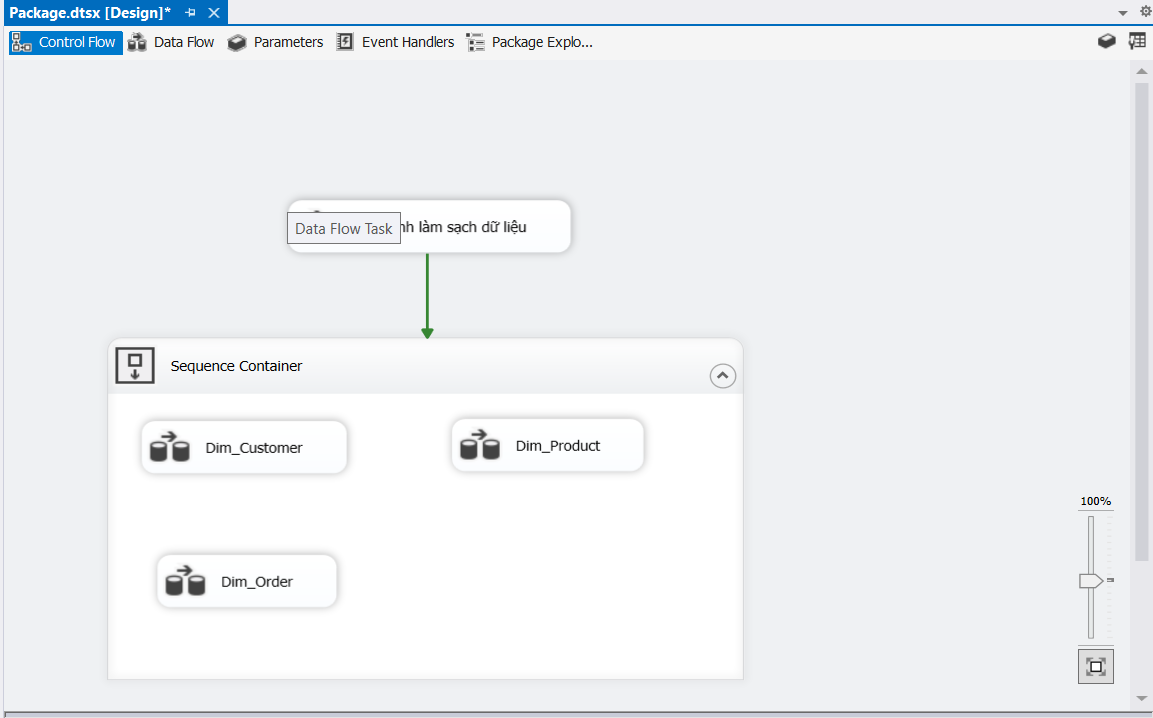 Package.dtsx [Design]*
Control Flow Data Flow Parameters Event Handlers Package Explo...
Data Flow Task làm sạch dữ liệu
Sequence Container
Dim_Customer Dim_Product
100%
Dim_Order